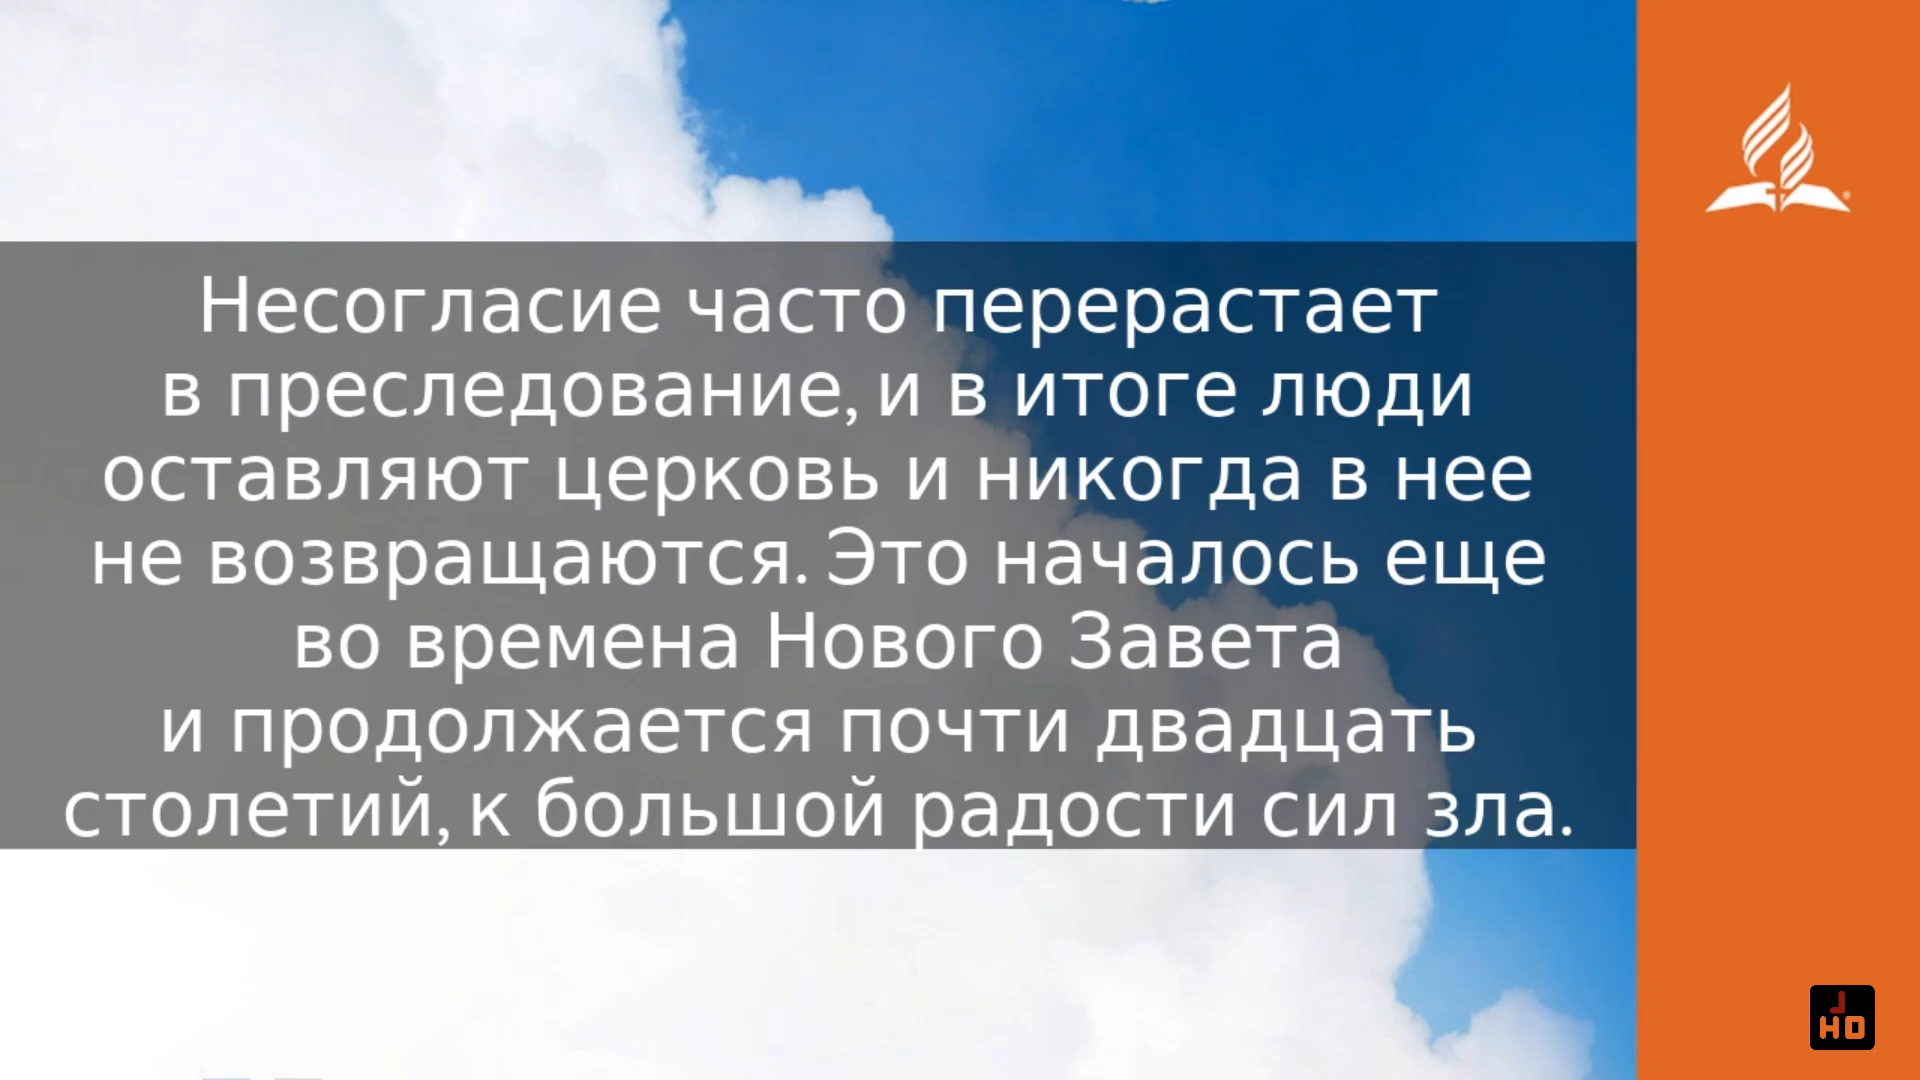 Несогласие часто перерастает
в преследование, и в итоге люди
оставляют церковь и никогда в нее
не возвращаются. Это началось еще
во времена Нового Завета
и продолжается почти двадцать
столетий, к большой радости сил зла.
J
HO